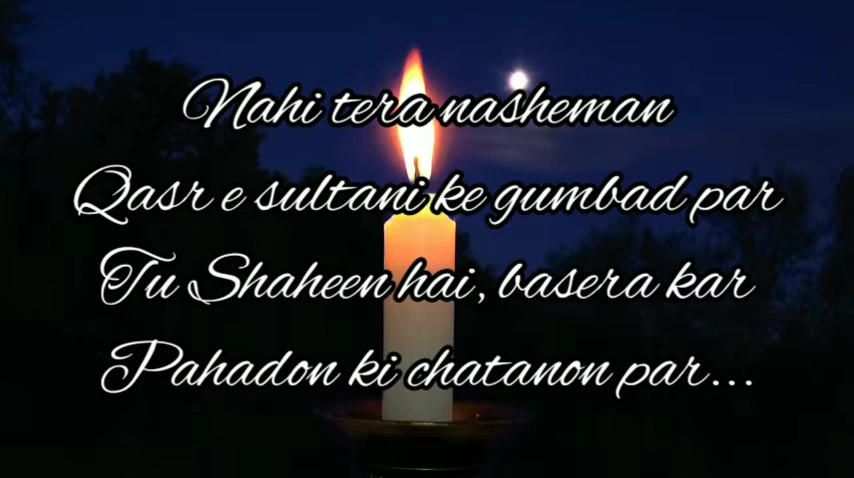 Nahi tera nasheman
Qasr e sultani ke gumbad par
Tu Shaheen hai, basera kar
Pahadon ki chatanon par...